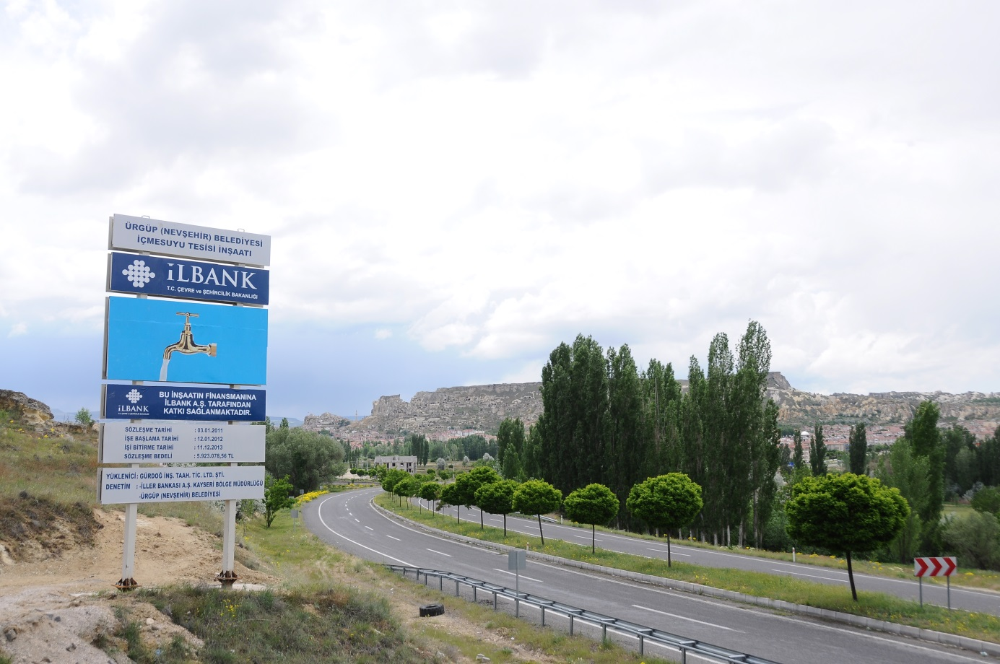 ÜRGÜP (NEVŞEHİR) BELEDİYESİ
İÇMESUYU TESİSİ İNŞAATI
iLBANK
T.C. ÇEVRE ve ŞEHİRCİLİK BAKANLIĞI
iLBANK
BU İNŞAATIN FİNANSMANINA
İLBANK A.Ş. TARAFINDAN
KATKI SAĞLANMAKTADIR.
SÖZLEŞME TARİHİ : 03.01.2011
İŞE BAŞLAMA TARİHİ : 12.01.2012
İŞİ BİTİRME TARİHİ : 11.12.2013
SÖZLEŞME BEDELİ : 5.923.078,56 TL
YÜKLENİCİ: GÜRDOĞ İNŞ. TAAH. TİC. LTD. ŞTİ.
DENETİM : -İLLER BANKASI A.Ş. KAYSERİ BÖLGE MÜDÜRLÜĞÜ
-ÜRGÜP (NEVŞEHİR) BELEDİYESİ